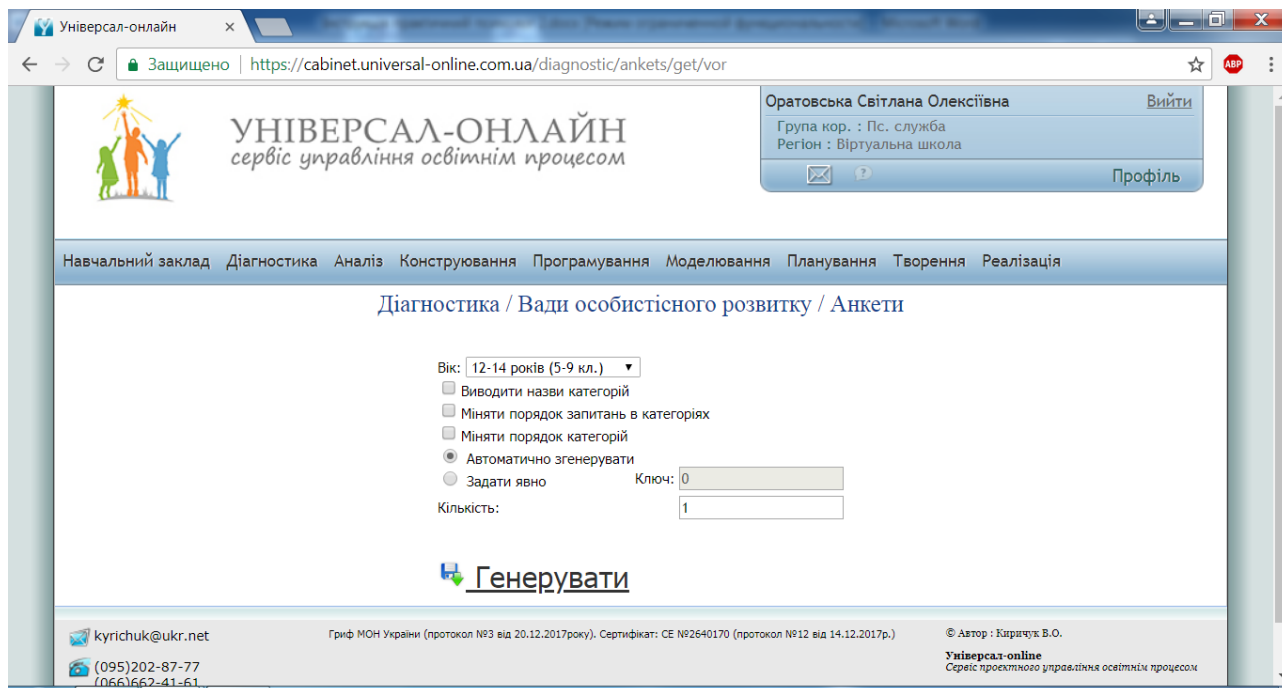 Універсал-онлайн
Защищено | https://cabinet.universal-online.com.ua/diagnostic/ankets/get/vor
ABP
УНІВЕРСАЛ-ОНЛАЙН
сервіс управління освітнім процесом
Оратовська Світлана Олексіївна Вийти
Група кор. : Пс. служба
Регіон : Віртуальна школа
Профіль
Навчальний заклад Діагностика Аналіз Конструювання Програмування Моделювання Планування Творення Реалізація
Діагностика / Вади особистісного розвитку / Анкети
Вік: 12-14 років (5-9 кл.)
Виводити назви категорій
Міняти порядок запитань в категоріях
Міняти порядок категорій
Автоматично згенерувати
Задати явно Ключ: 0
Кількість: 1
Генерувати
kyrichuk@ukr.net
(095)202-87-77
(066)662-41-61
Гриф МОН України (протокол №3 від 20.12.2017року). Сертифікат: СЕ №2640170 (протокол №12 від 14.12.2017р.)
© Автор : Киричук В.О.
Універсал-online
Сервіс проектного управління освітнім процесом